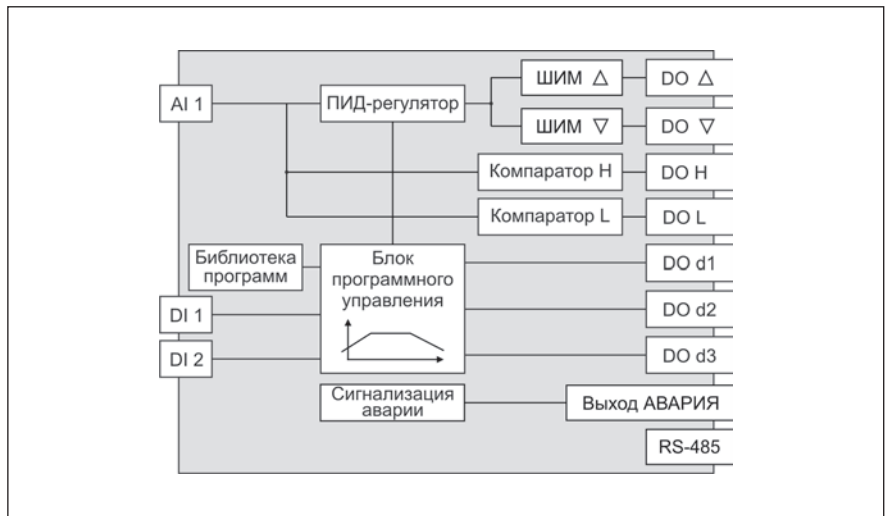 ШИМ △ DO △
AI 1 ПИД-регулятор
ШИМ ▽ DO ▽
Компаратор H DO H
Компаратор L DO L
Библиотека
программ
Блок
программного
управления
DO d1
DI 1 DO d2
DI 2 DO d3
Сигнализация
аварии
Выход АВАРИЯ
RS-485